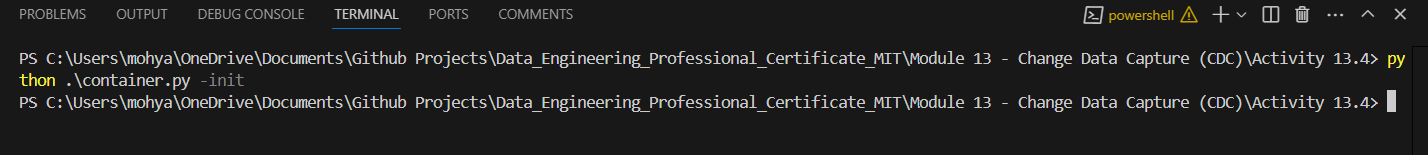 PROBLEMS OUTPUT DEBUG CONSOLE TERMINAL PORTS COMMENTS powershell
PS C:\Users\mohya\OneDrive\Documents\Github Projects\Data_Engineering_Professional_Certificate_MIT\Module 13 - Change Data Capture (CDC)\Activity 13.4> py
thon .\container.py -init
PS C:\Users\mohya\OneDrive\Documents\Github Projects\Data_Engineering_Professional_Certificate_MIT\Module 13 - Change Data Capture (CDC)\Activity 13.4>